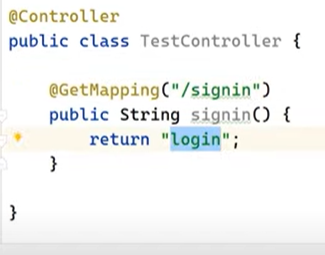 @Controller
public class TestController {
@GetMapping("/signin")
public String signin() {
return "login";
}
}